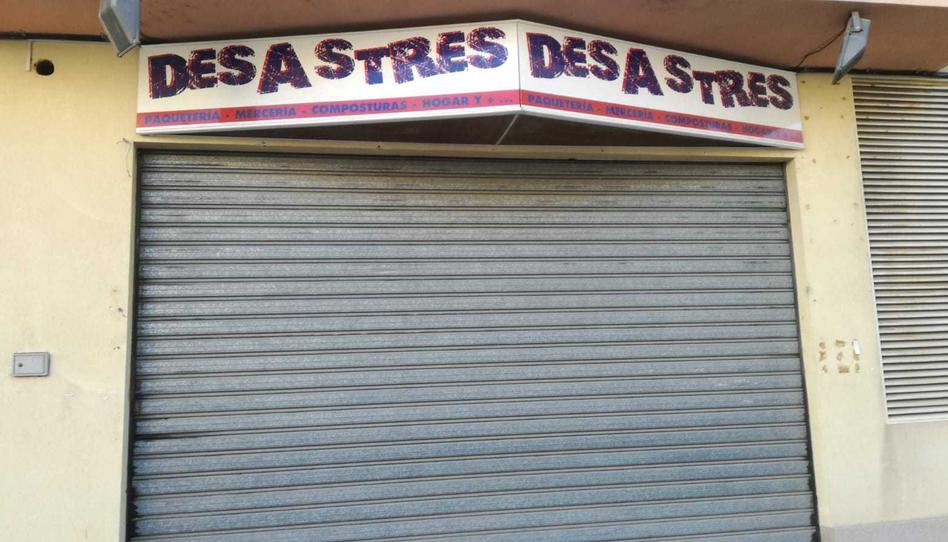 DESASTRES
PAQUETERÍA - MERCERÍA - COMPOSTURAS - HOGAR Y + ...
DESASTRES
PAQUETERÍA - MERCERÍA - COMPOSTURAS - HOGAR Y +